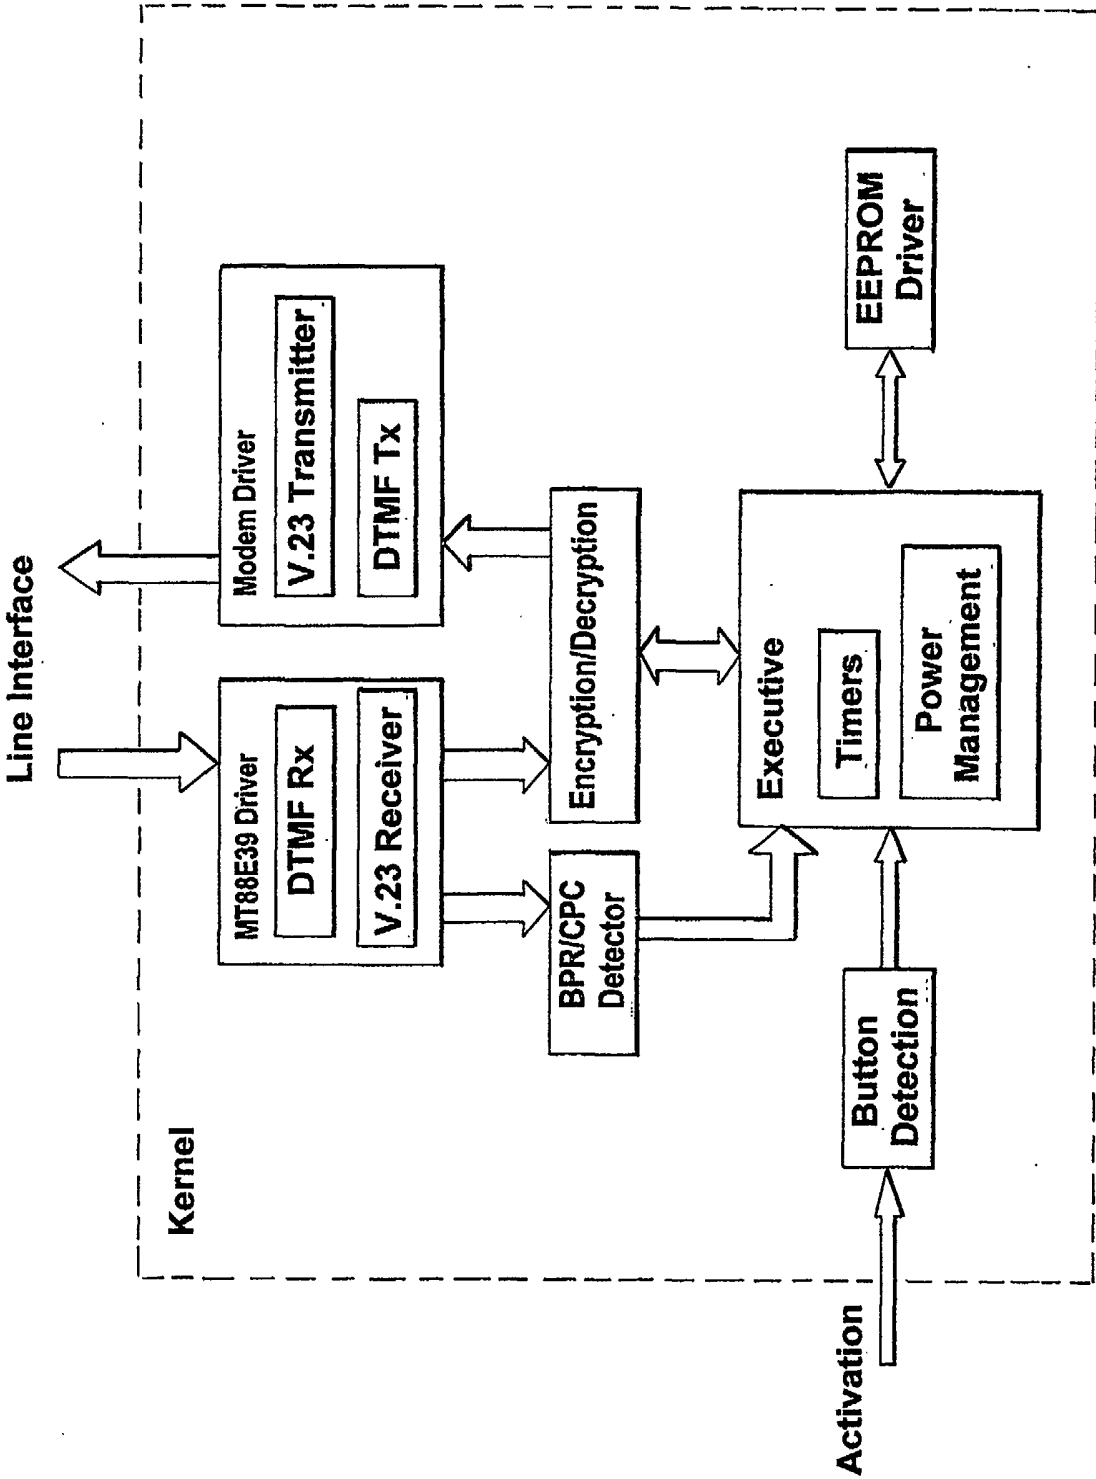 Line Interface
Kernel
MT88E39 Driver
DTMF Rx
V.23 Receiver
Modem Driver
V.23 Transmitter
DTMF Tx
BPR/CPC
Detector
Encryption/Decryption
Activation
Button
Detection
Executive
Timers
Power
Management
EEPROM
Driver